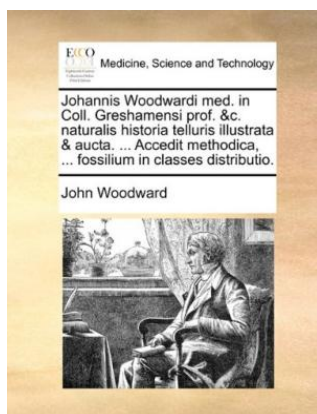 ECCO
Medicine, Science and Technology
Johannis Woodwardi med. in
Coll. Greshamensi prof. &c.
naturalis historia telluris illustrata
& aucta. ... Accedit methodica,
... fossilium in classes distributio.
John Woodward